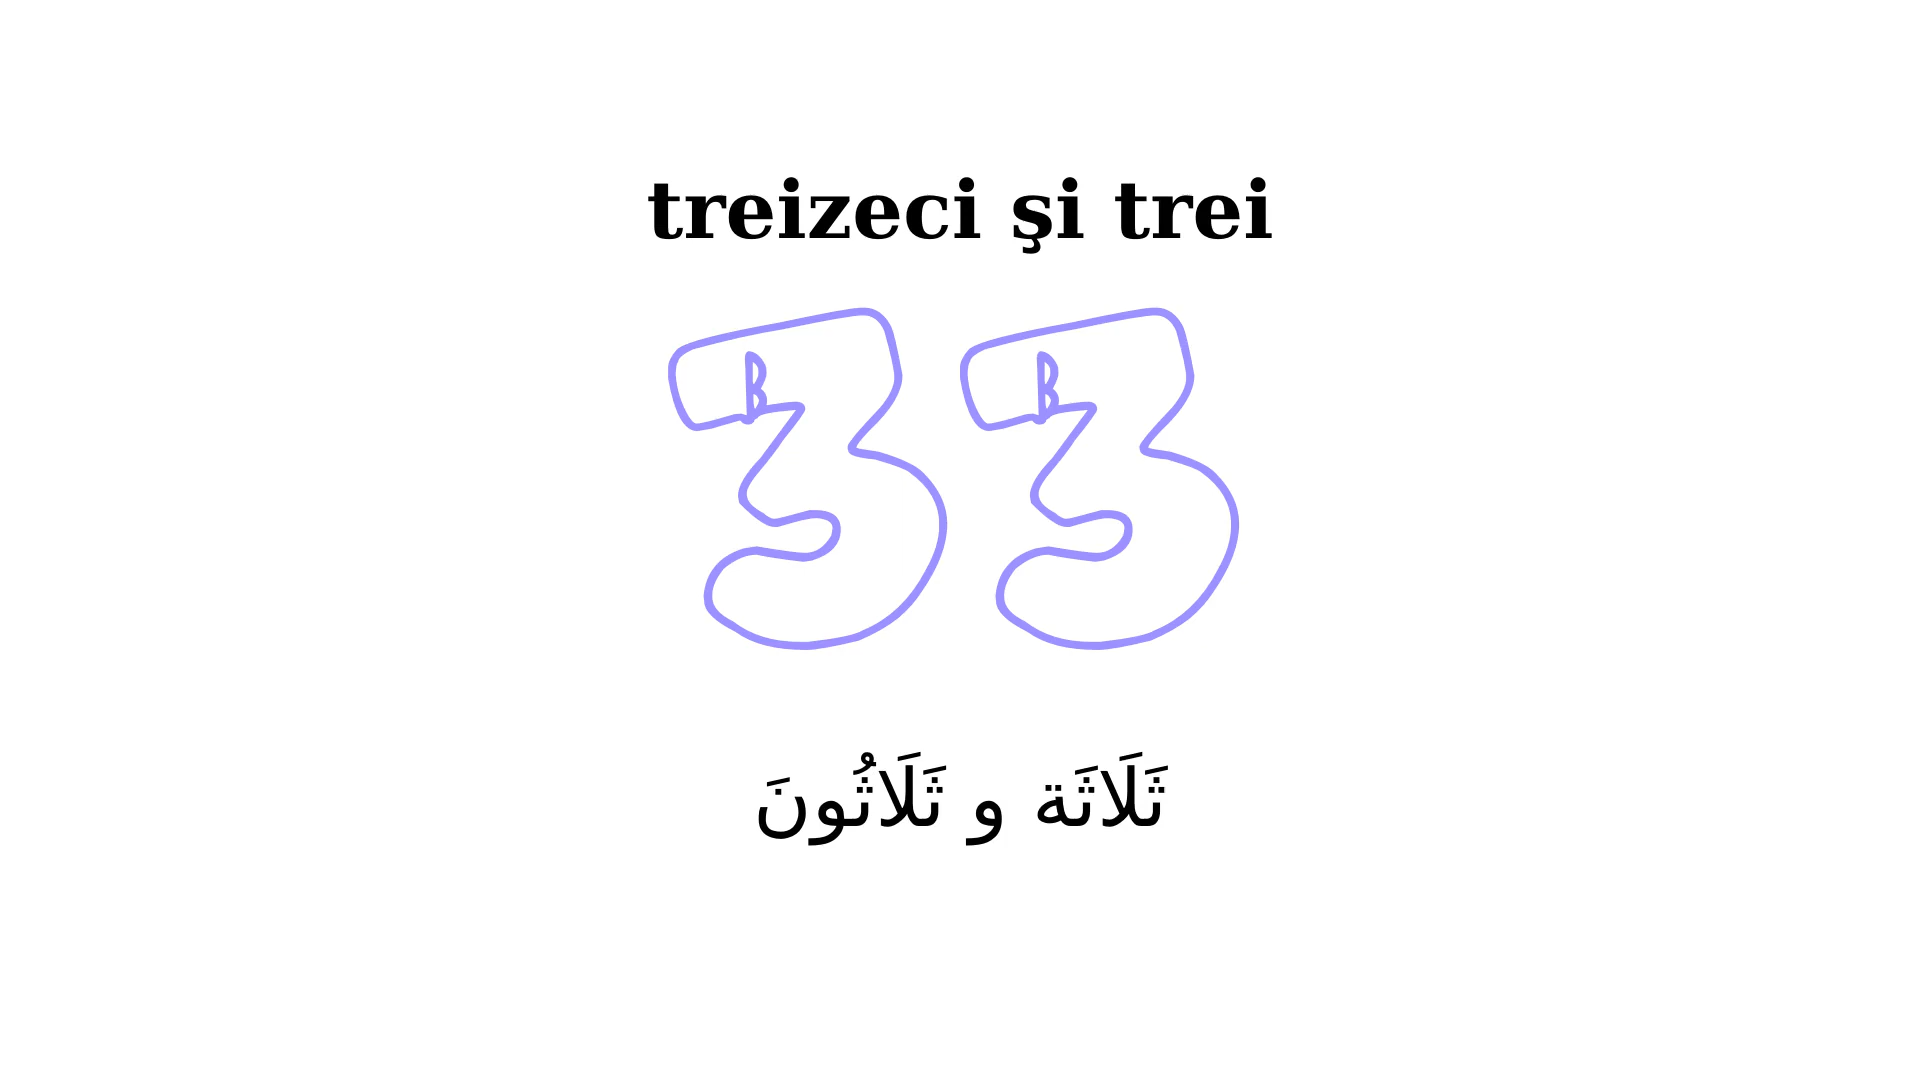 treizeci şi trei
33
ثَلَاثَة و ثَلَاثُونَ